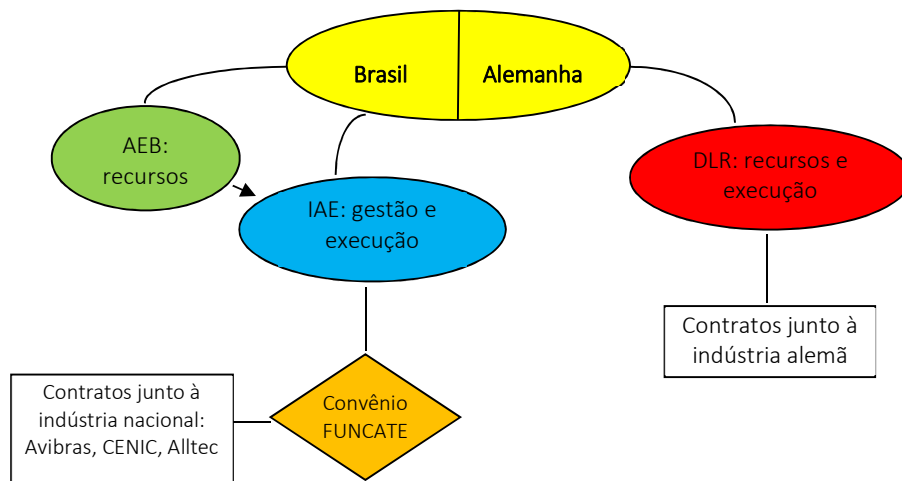 Brasil
Alemanha
AEB:
recursos
DLR: recursos e
execução
IAE: gestão e
execução
Contratos junto à
indústria alemã
Contratos junto à
indústria nacional:
Avibras, CENIC, Alltec
Convênio
FUNCATE